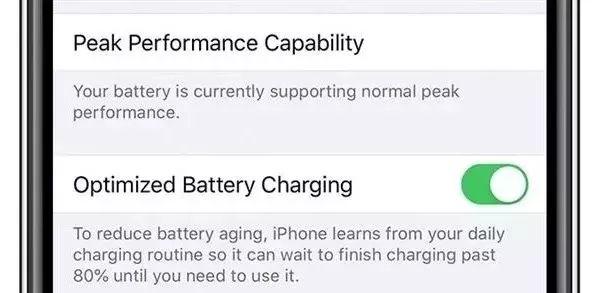 Peak Performance Capability
Your battery is currently supporting normal peak
performance.
Optimized Battery Charging
To reduce battery aging, iPhone learns from your daily
charging routine so it can wait to finish charging past
80% until you need to use it.